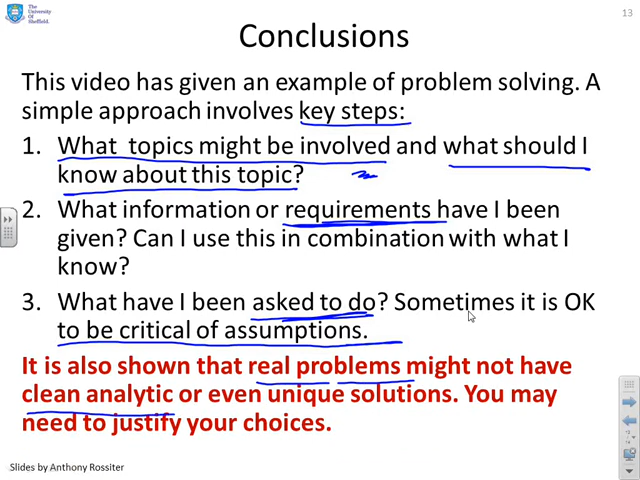 The
University
Of
Sheffield.
13
Conclusions
This video has given an example of problem solving. A
simple approach involves key steps:
1. What topics might be involved and what should I
know about this topic?
2. What information or requirements have I been
given? Can I use this in combination with what I
know?
3. What have I been asked to do? Sometimes it is OK
to be critical of assumptions.
It is also shown that real problems might not have
clean analytic or even unique solutions. You may
need to justify your choices.
Slides by Anthony Rossiter